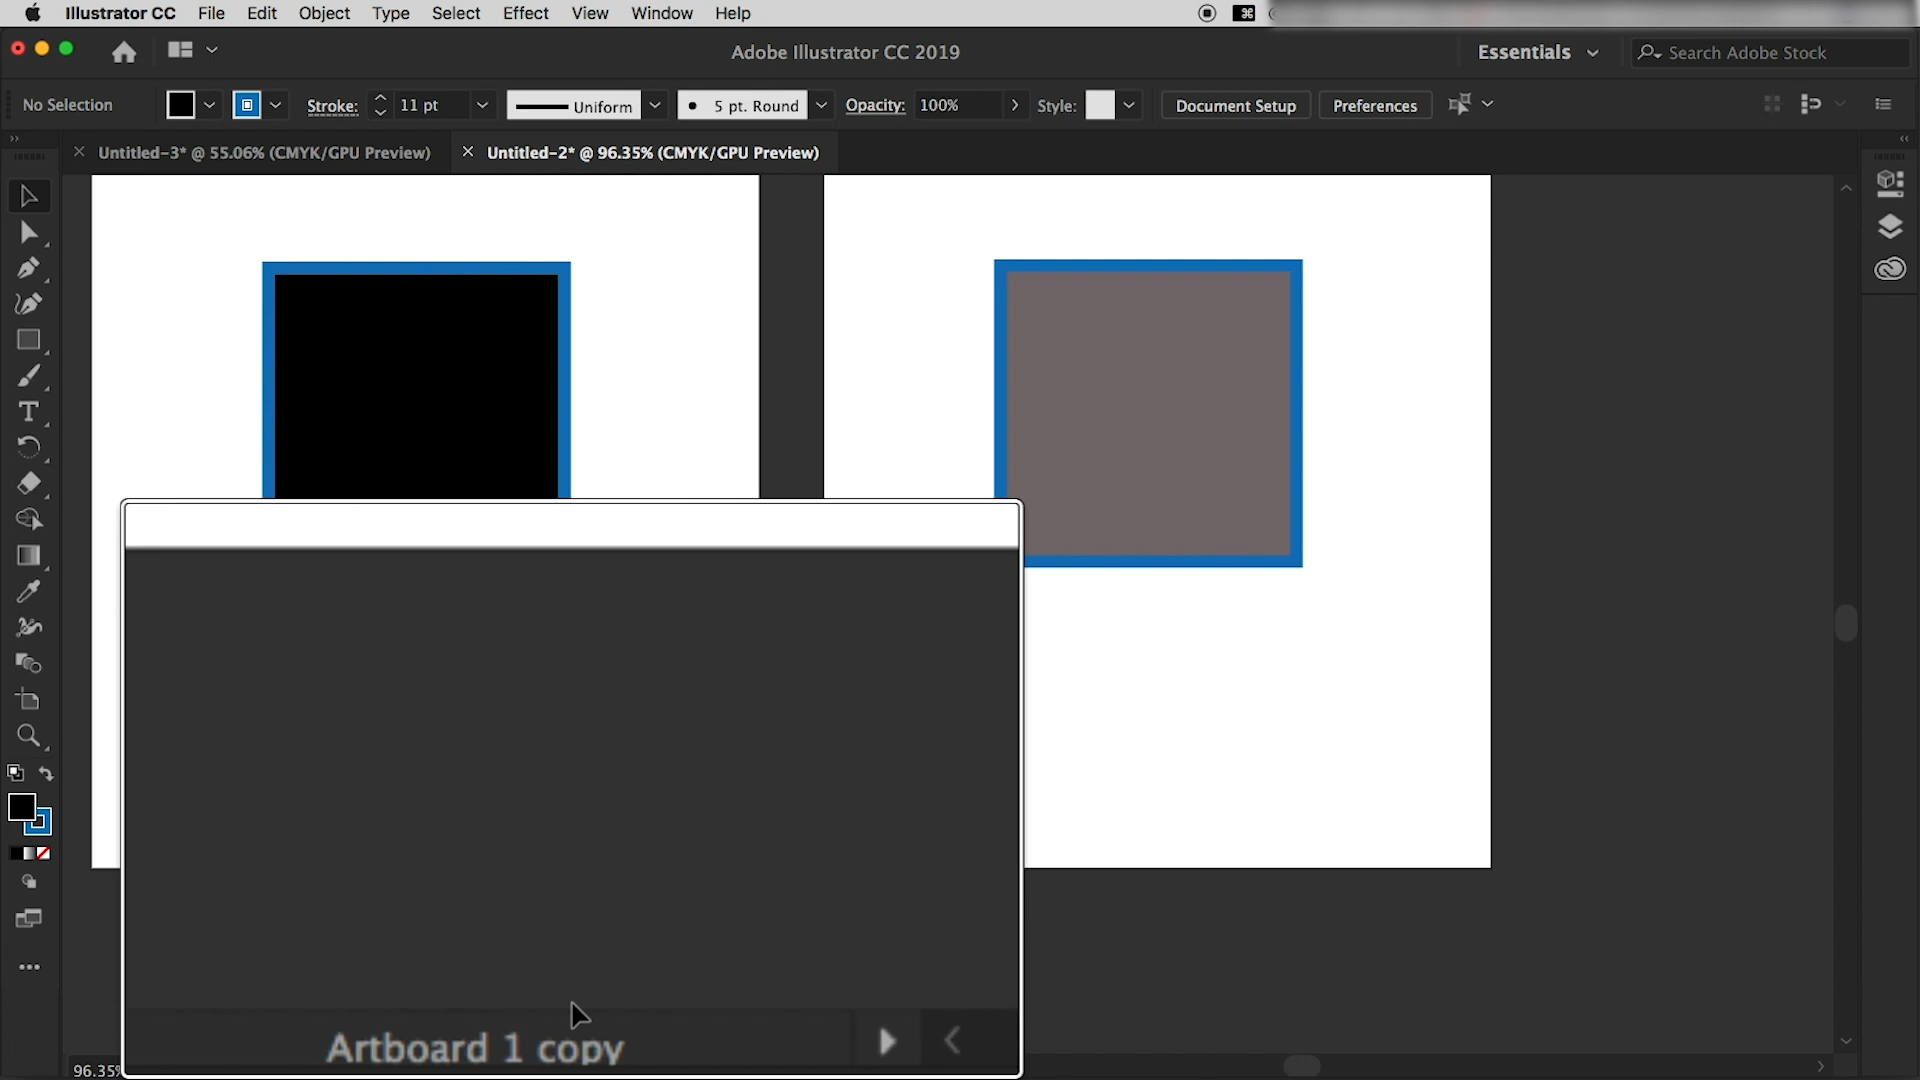 Illustrator CC File Edit Object Type Select Effect View Window Help
Adobe Illustrator CC 2019
Essentials
Search Adobe Stock
No Selection Stroke: 11 pt Uniform 5 pt. Round Opacity: 100% Style: Document Setup Preferences
Untitled-3* @ 55.06% (CMYK/GPU Preview) Untitled-2* @ 96.35% (CMYK/GPU Preview)
Artboard 1 copy
96.35%